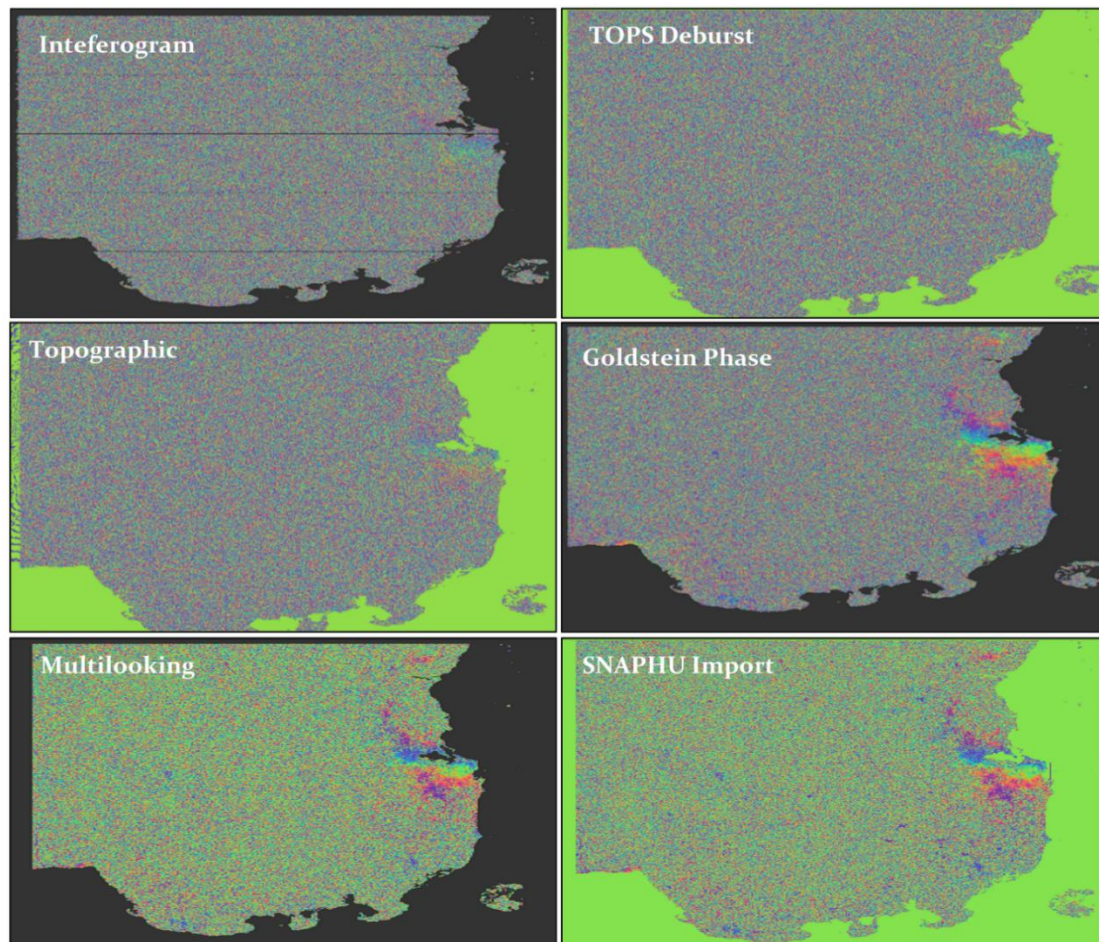 Inteferogram
TOPS Deburst
Topographic
Goldstein Phase
Multilooking
SNAPHU Import